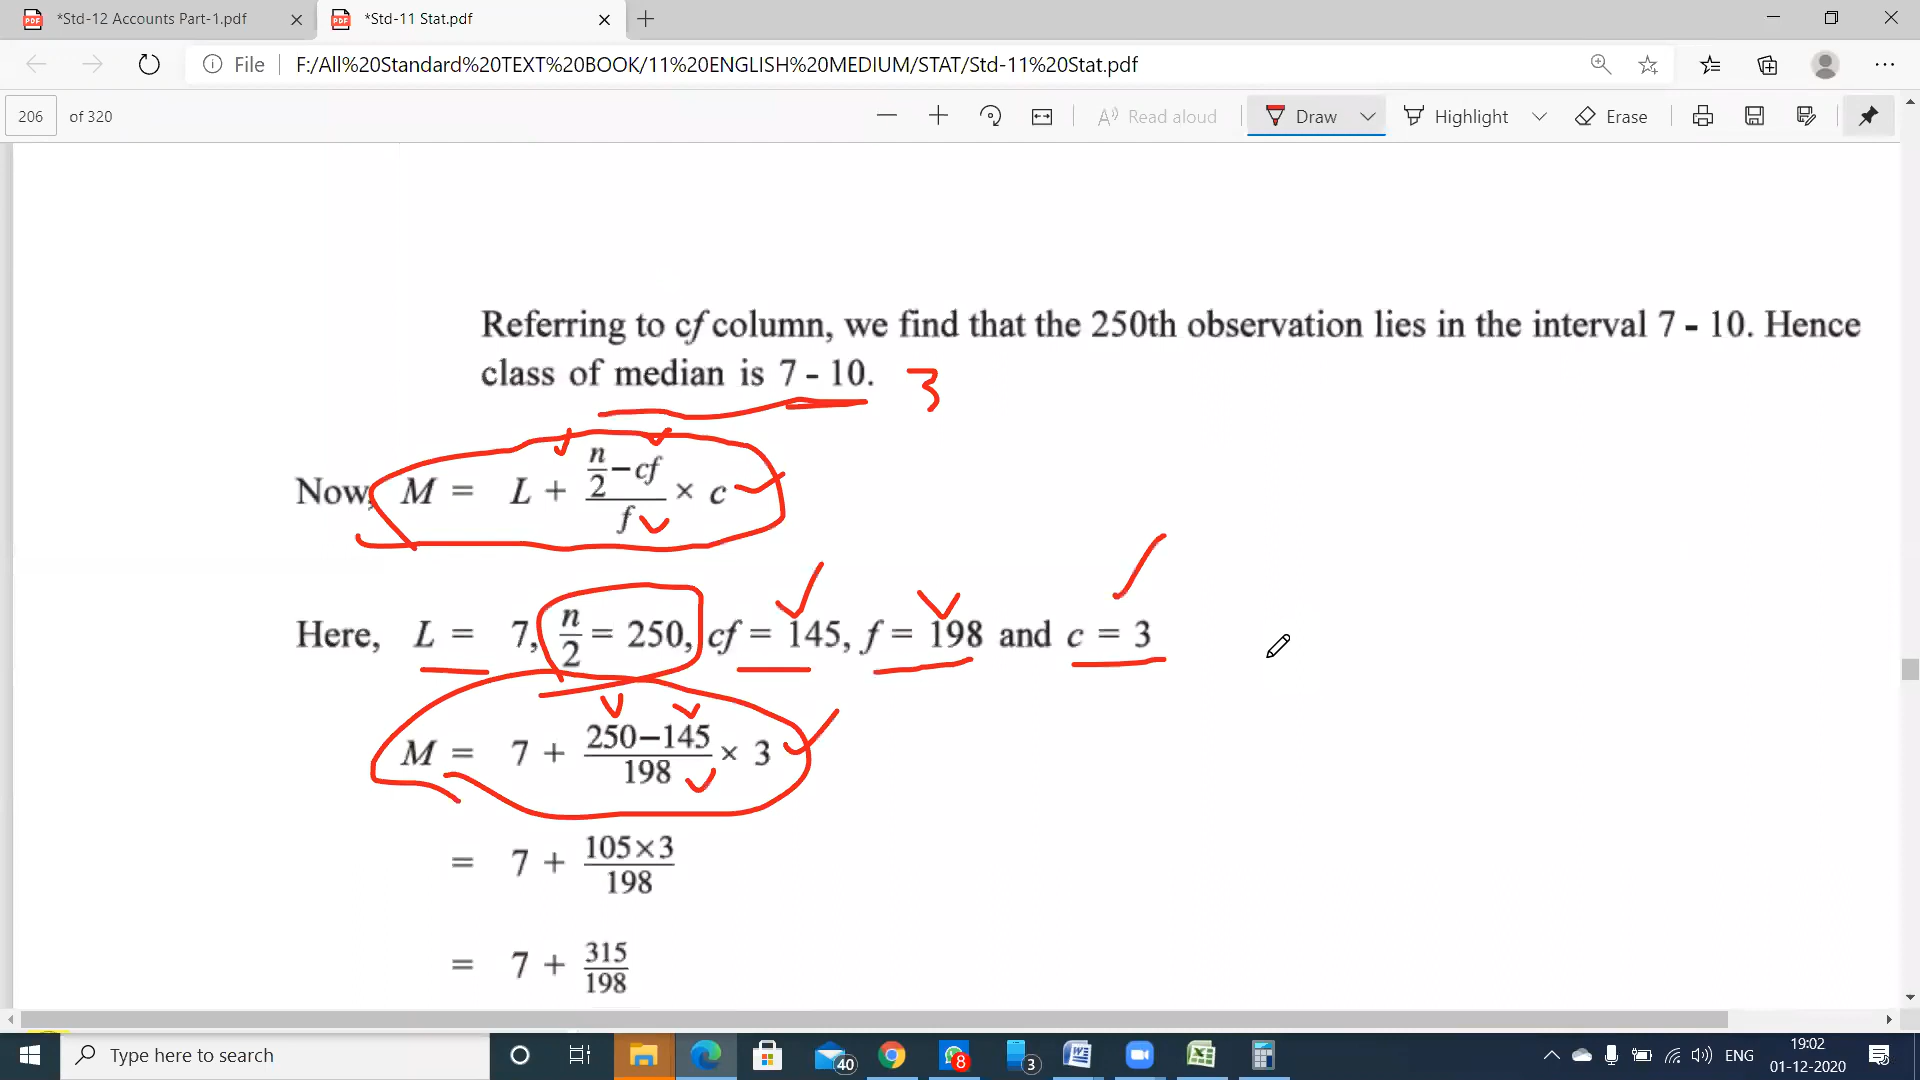 *Std-12 Accounts Part-1.pdf
*Std-11 Stat.pdf
File
F:/All%20Standard%20TEXT%20BOOK/11%20ENGLISH%20MEDIUM/STAT/Std-11%20Stat.pdf
206 of 320
Read aloud
Draw
Highlight
Erase
Referring to cf column, we find that the 250th observation lies in the interval 7 - 10. Hence
class of median is 7 - 10. 3
Now, M = L + (n/2 − cf)/f × c
Here, L = 7, n/2 = 250, cf = 145, f = 198 and c = 3
M = 7 + (250−145)/198 × 3
= 7 + (105×3)/198
= 7 + 315/198
Type here to search
40
8
3
ENG
19:02
01-12-2020